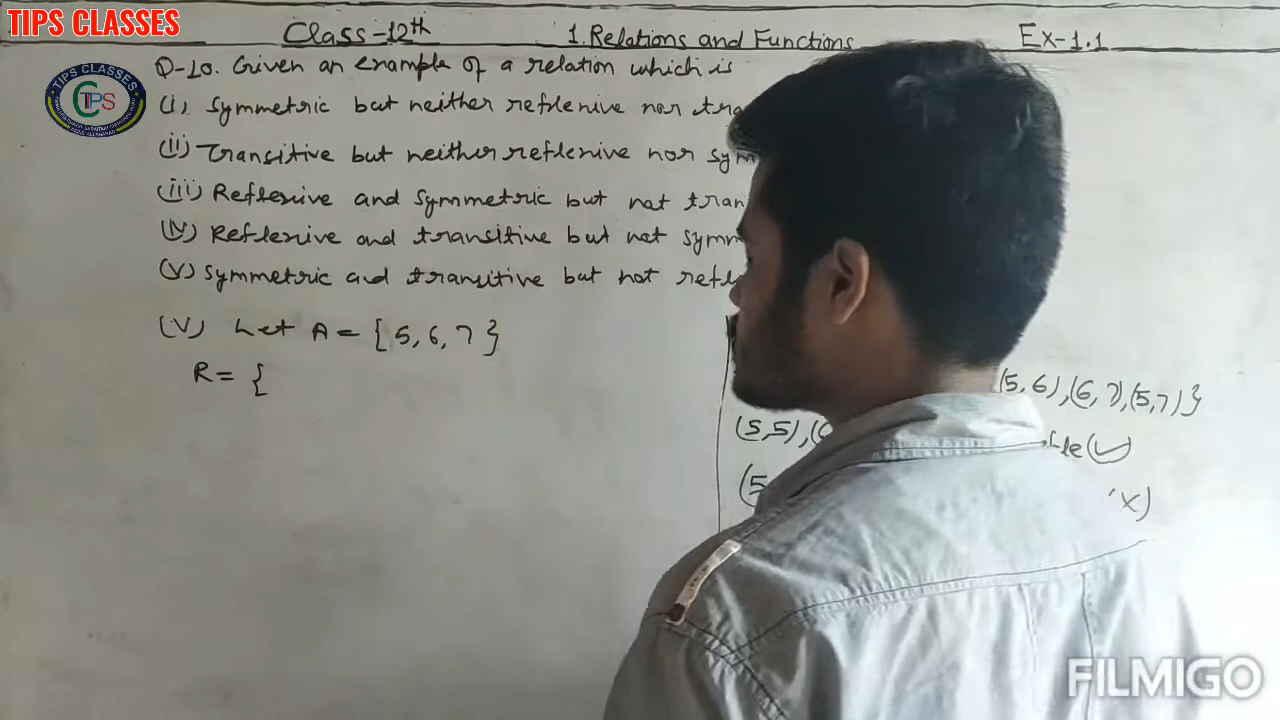 TIPS CLASSES
Class-12th 1. Relations and Functions Ex-1.1
TIPS CLASSES
TIPS
Q-10. Given an example of a relation which is
(i), Symmetric but neither reflexive nor tra
(ii) Transitive but neither reflexive nor sym
(iii) Reflexive and Symmetric but not tran
(iv) Reflexive and transitive but not symm
(v) Symmetric and transitive but not refle
(v) Let A = {5, 6, 7}
R = {
(5, 6), (6, 7), (5, 7)}
(5,5), (
fle (✓)
(5
x)
FILMIGO